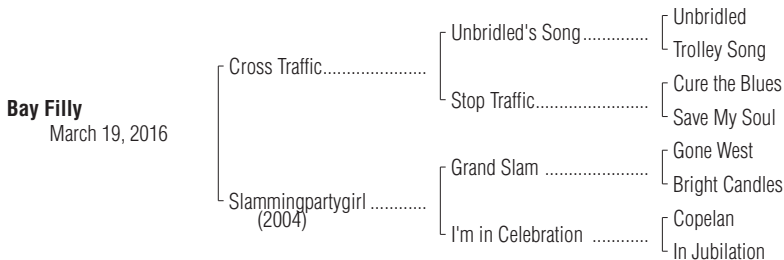 Unbridled
Unbridled's Song..............
Trolley Song
Cross Traffic......................
Cure the Blues
Stop Traffic........................
Save My Soul
Bay Filly
March 19, 2016
Gone West
Grand Slam ......................
Bright Candles
Slammingpartygirl ............
(2004)
Copelan
I'm in Celebration ............
In Jubilation